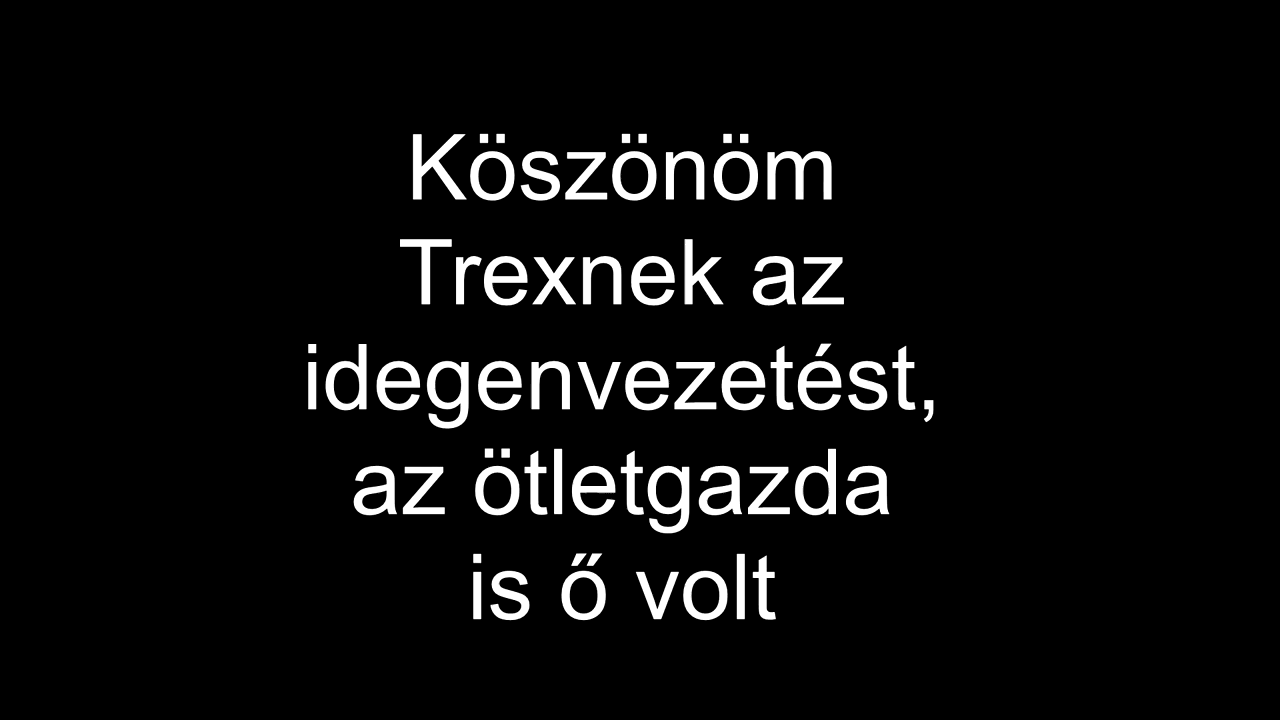 Köszönöm
Trexnek az
idegenvezetést,
az ötletgazda
is ő volt